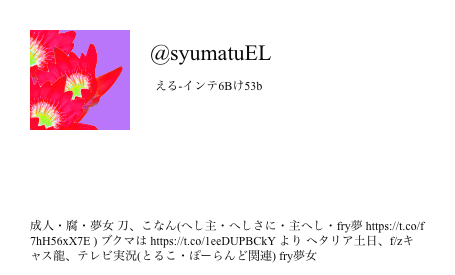 @syumatuEL
える-インテ6Bけ53b
成人・腐・夢女 刀、こなん(へし主・へしさに・主へし・fry夢 https://t.co/f
7hH56xX7E ) ブクマは https://t.co/1eeDUPBCkY より ヘタリア土日、f/zキ
ャス龍、テレビ実況(とるこ・ぽーらんど関連) fry夢女